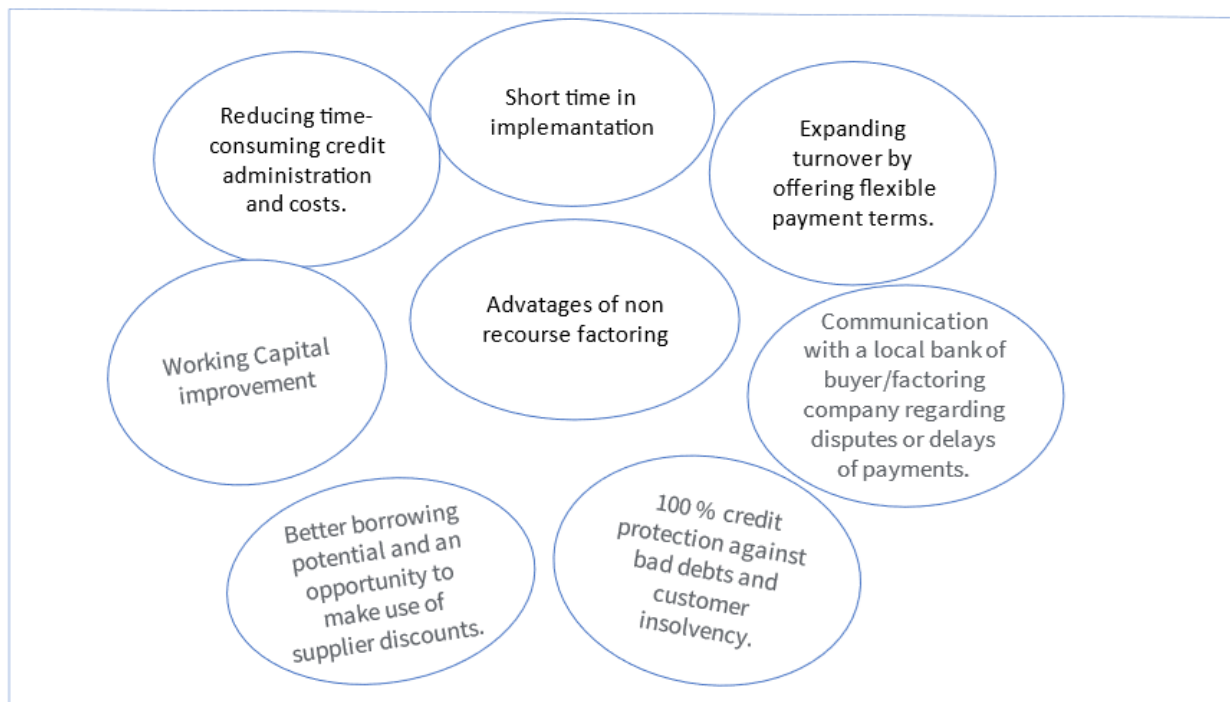 Short time in
implemantation
Reducing time-
consuming credit
administration
and costs.
Expanding
turnover by
offering flexible
payment terms.
Advatages of non
recourse factoring
Working Capital
improvement
Communication
with a local bank of
buyer/factoring
company regarding
disputes or delays
of payments.
Better borrowing
potential and an
opportunity to
make use of
supplier discounts.
100 % credit
protection against
bad debts and
customer
insolvency.